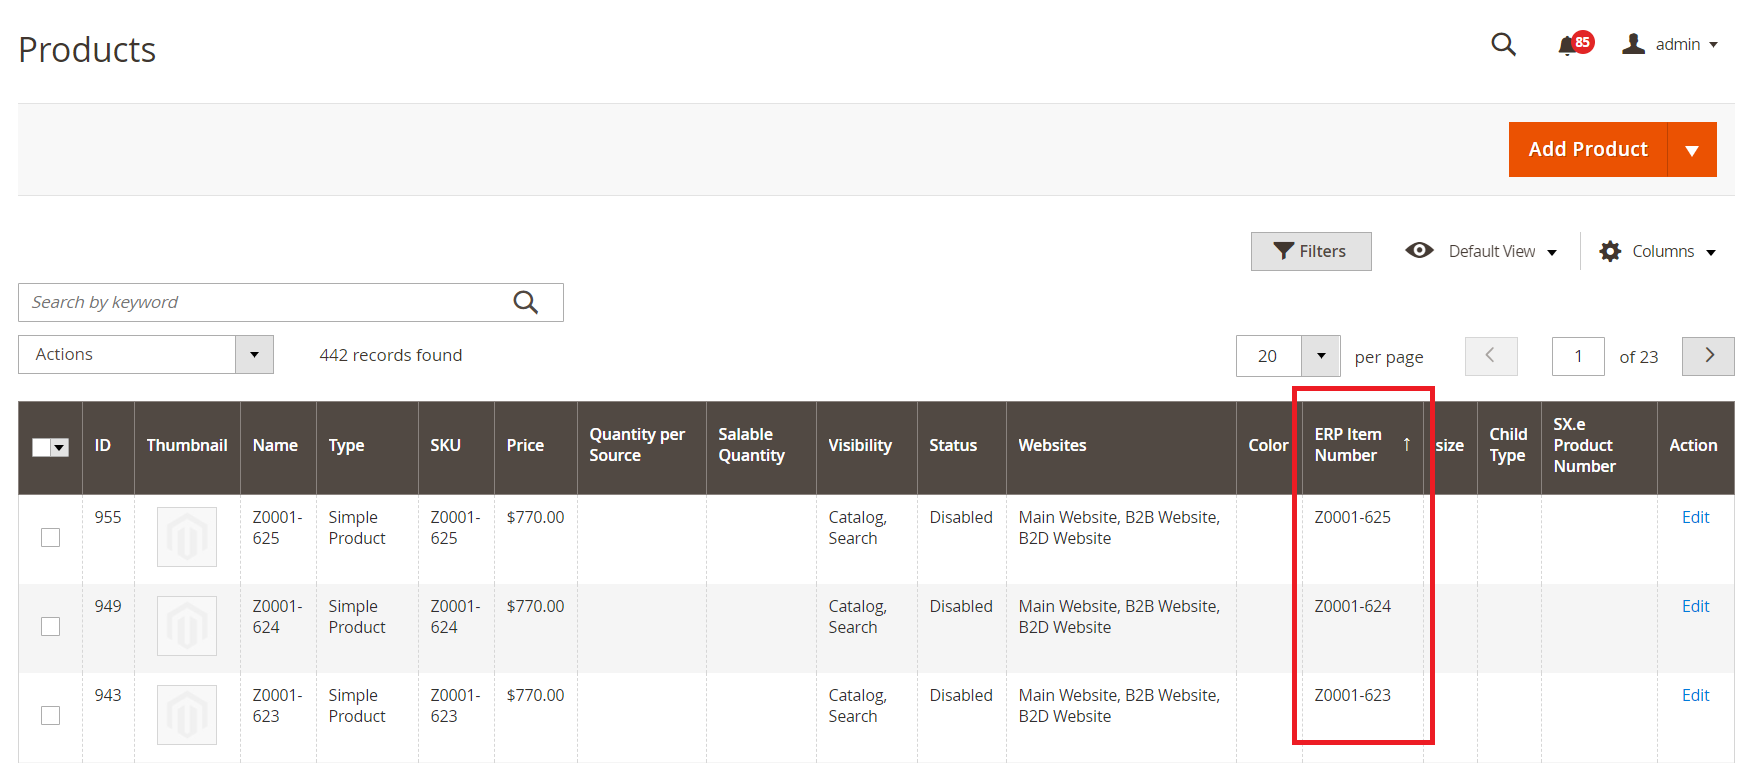 Products
85
admin
Add Product
Filters
Default View
Columns
Search by keyword
Actions
442 records found
20
per page
1
of 23
ID
Thumbnail
Name
Type
SKU
Price
Quantity per
Source
Salable
Quantity
Visibility
Status
Websites
Color
ERP Item
Number ↑
size
Child
Type
SX.e
Product
Number
Action
955
Z0001-
625
Simple
Product
Z0001-
625
$770.00
Catalog,
Search
Disabled
Main Website, B2B Website,
B2D Website
Z0001-625
Edit
949
Z0001-
624
Simple
Product
Z0001-
624
$770.00
Catalog,
Search
Disabled
Main Website, B2B Website,
B2D Website
Z0001-624
Edit
943
Z0001-
623
Simple
Product
Z0001-
623
$770.00
Catalog,
Search
Disabled
Main Website, B2B Website,
B2D Website
Z0001-623
Edit